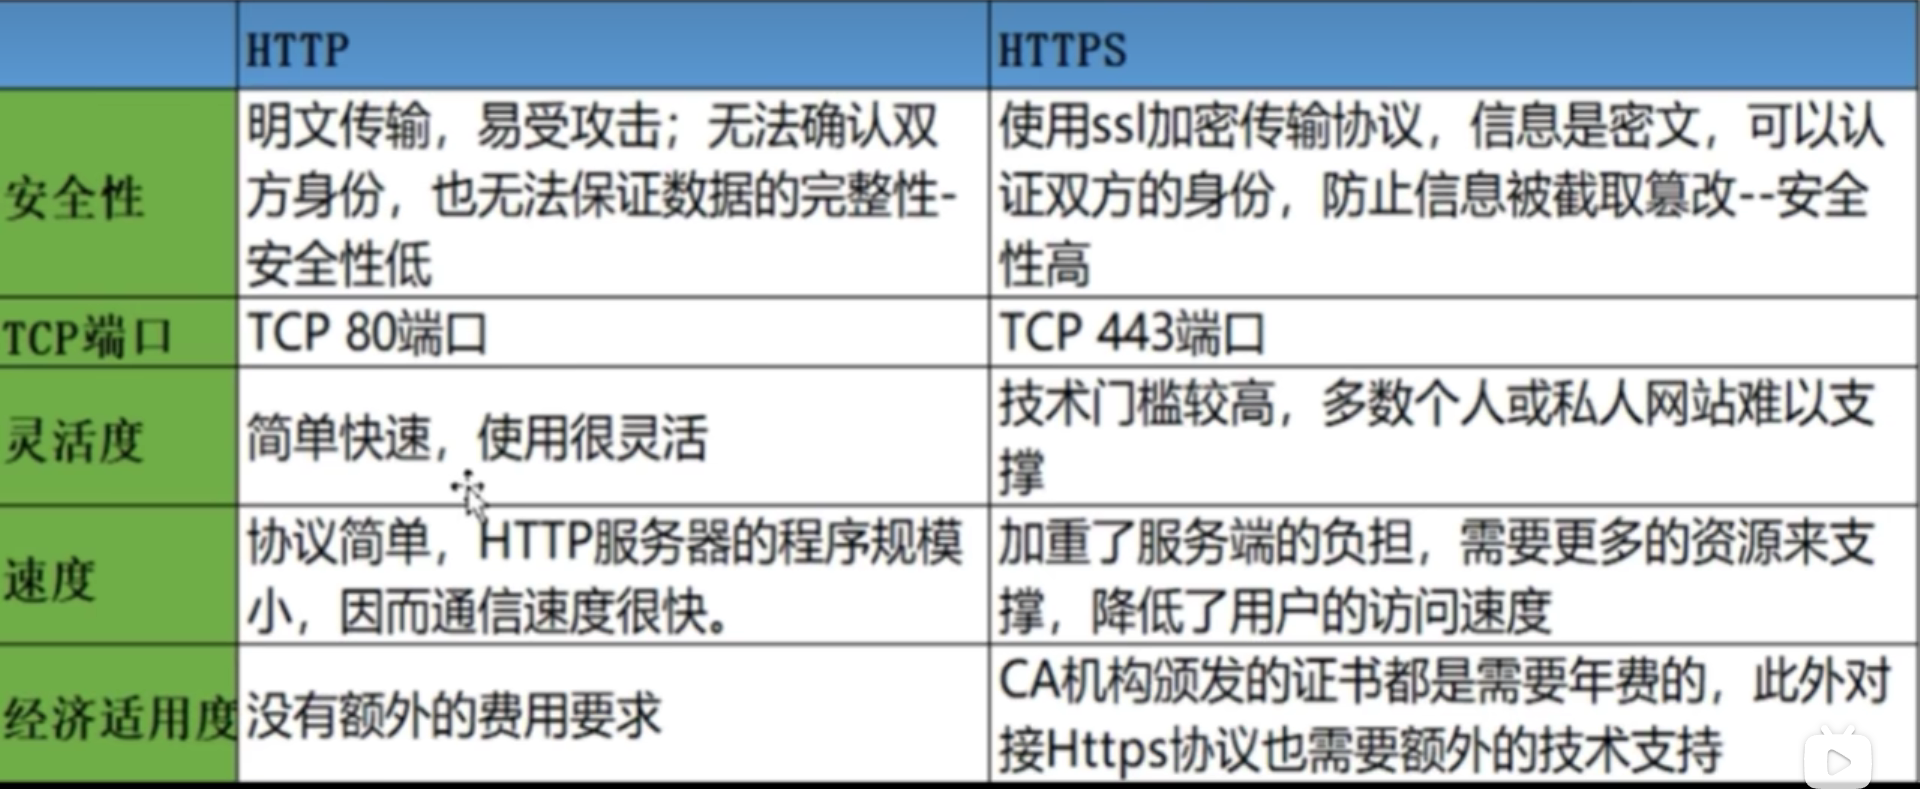 HTTP
HTTPS
安全性
明文传输，易受攻击；无法确认双
方身份，也无法保证数据的完整性-
安全性低
使用ssl加密传输协议，信息是密文，可以认
证双方的身份，防止信息被截取篡改--安全
性高
TCP端口
TCP 80端口
TCP 443端口
灵活度
简单快速，使用很灵活
技术门槛较高，多数个人或私人网站难以支
撑
速度
协议简单，HTTP服务器的程序规模
小，因而通信速度很快。
加重了服务端的负担，需要更多的资源来支
撑，降低了用户的访问速度
经济适用度
没有额外的费用要求
CA机构颁发的证书都是需要年费的，此外对
接Https协议也需要额外的技术支持